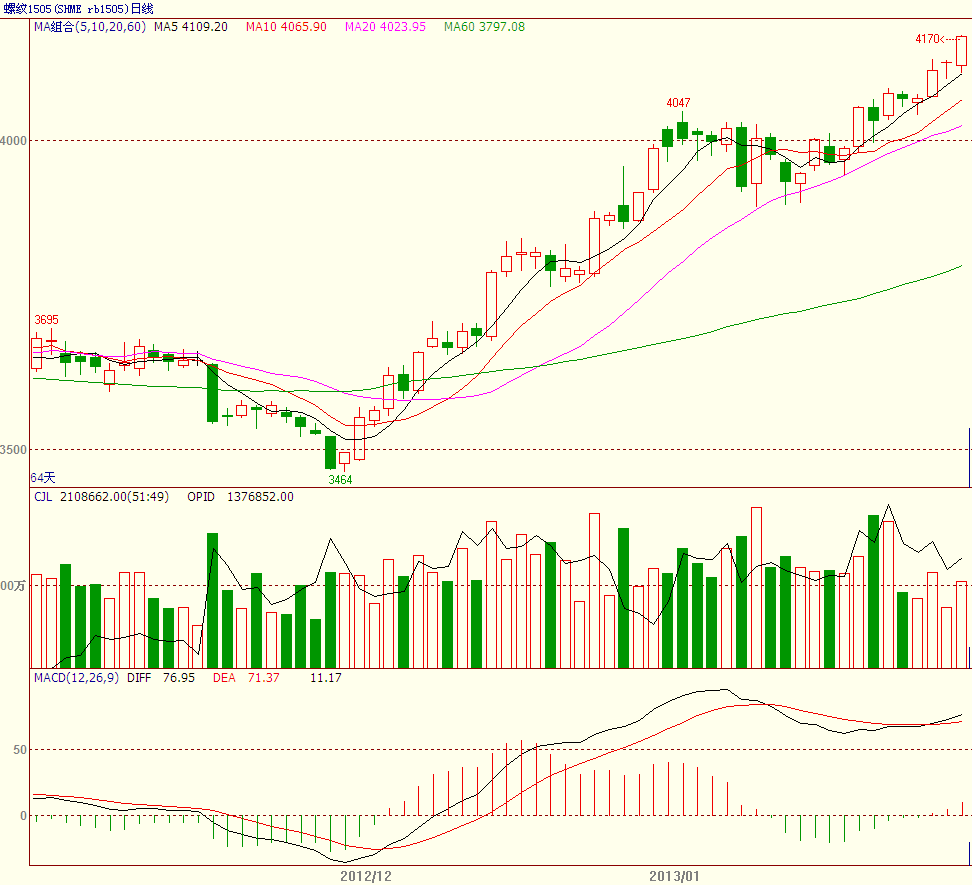 螺纹1505(SHME rb1505)日线
MA组合(5,10,20,60) MA5 4109.20 MA10 4065.90 MA20 4023.95 MA60 3797.08
4170
4047
4000
3695
3500
64天
3464
CJL 2108662.00(51:49) OPID 1376852.00
00万
MACD(12,26,9) DIFF 76.95 DEA 71.37 11.17
50
0
2012/12 2013/01